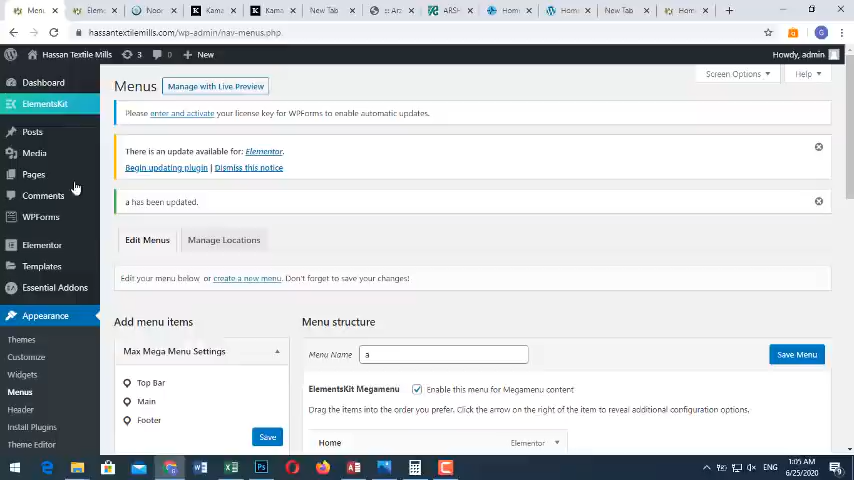 Menu
Eleme
Nooc
Kama
Kama
New Tab
:: Ara
ARSH
Home
Home
New Tab
Home
hassantextilemills.com/wp-admin/nav-menus.php
Hassan Textile Mills
3
0
New
Howdy, admin
Dashboard
ElementsKit
Posts
Media
Pages
Comments
WPForms
Elementor
Templates
Essential Addons
Appearance
Themes
Customize
Widgets
Menus
Header
Install Plugins
Theme Editor
Menus
Manage with Live Preview
Screen Options
Help
Please enter and activate your license key for WPForms to enable automatic updates.
There is an update available for: Elementor.
Begin updating plugin | Dismiss this notice
a has been updated.
Edit Menus
Manage Locations
Edit your menu below or create a new menu. Don't forget to save your changes!
Add menu items
Max Mega Menu Settings
Top Bar
Main
Footer
Save
Menu structure
Menu Name
a
Save Menu
ElementsKit Megamenu
Enable this menu for Megamenu content
Drag the items into the order you prefer. Click the arrow on the right of the item to reveal additional configuration options.
Home
Elementor
ENG
1:05 AM
6/25/2020